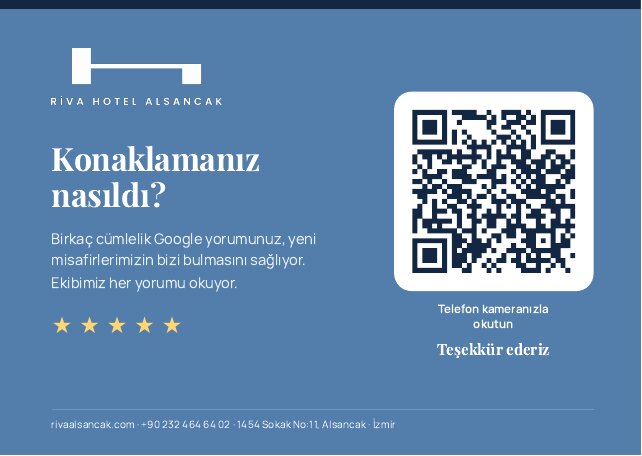 RİVA HOTEL ALSANCAK
Konaklamanız
nasıldı?
Birkaç cümlelik Google yorumunuz, yeni
misafirlerimizin bizi bulmasını sağlıyor.
Ekibimiz her yorumu okuyor.
Telefon kameranızla
okutun
Teşekkür ederiz
rivaalsancak.com · +90 232 464 64 02 · 1454 Sokak No:11, Alsancak · İzmir